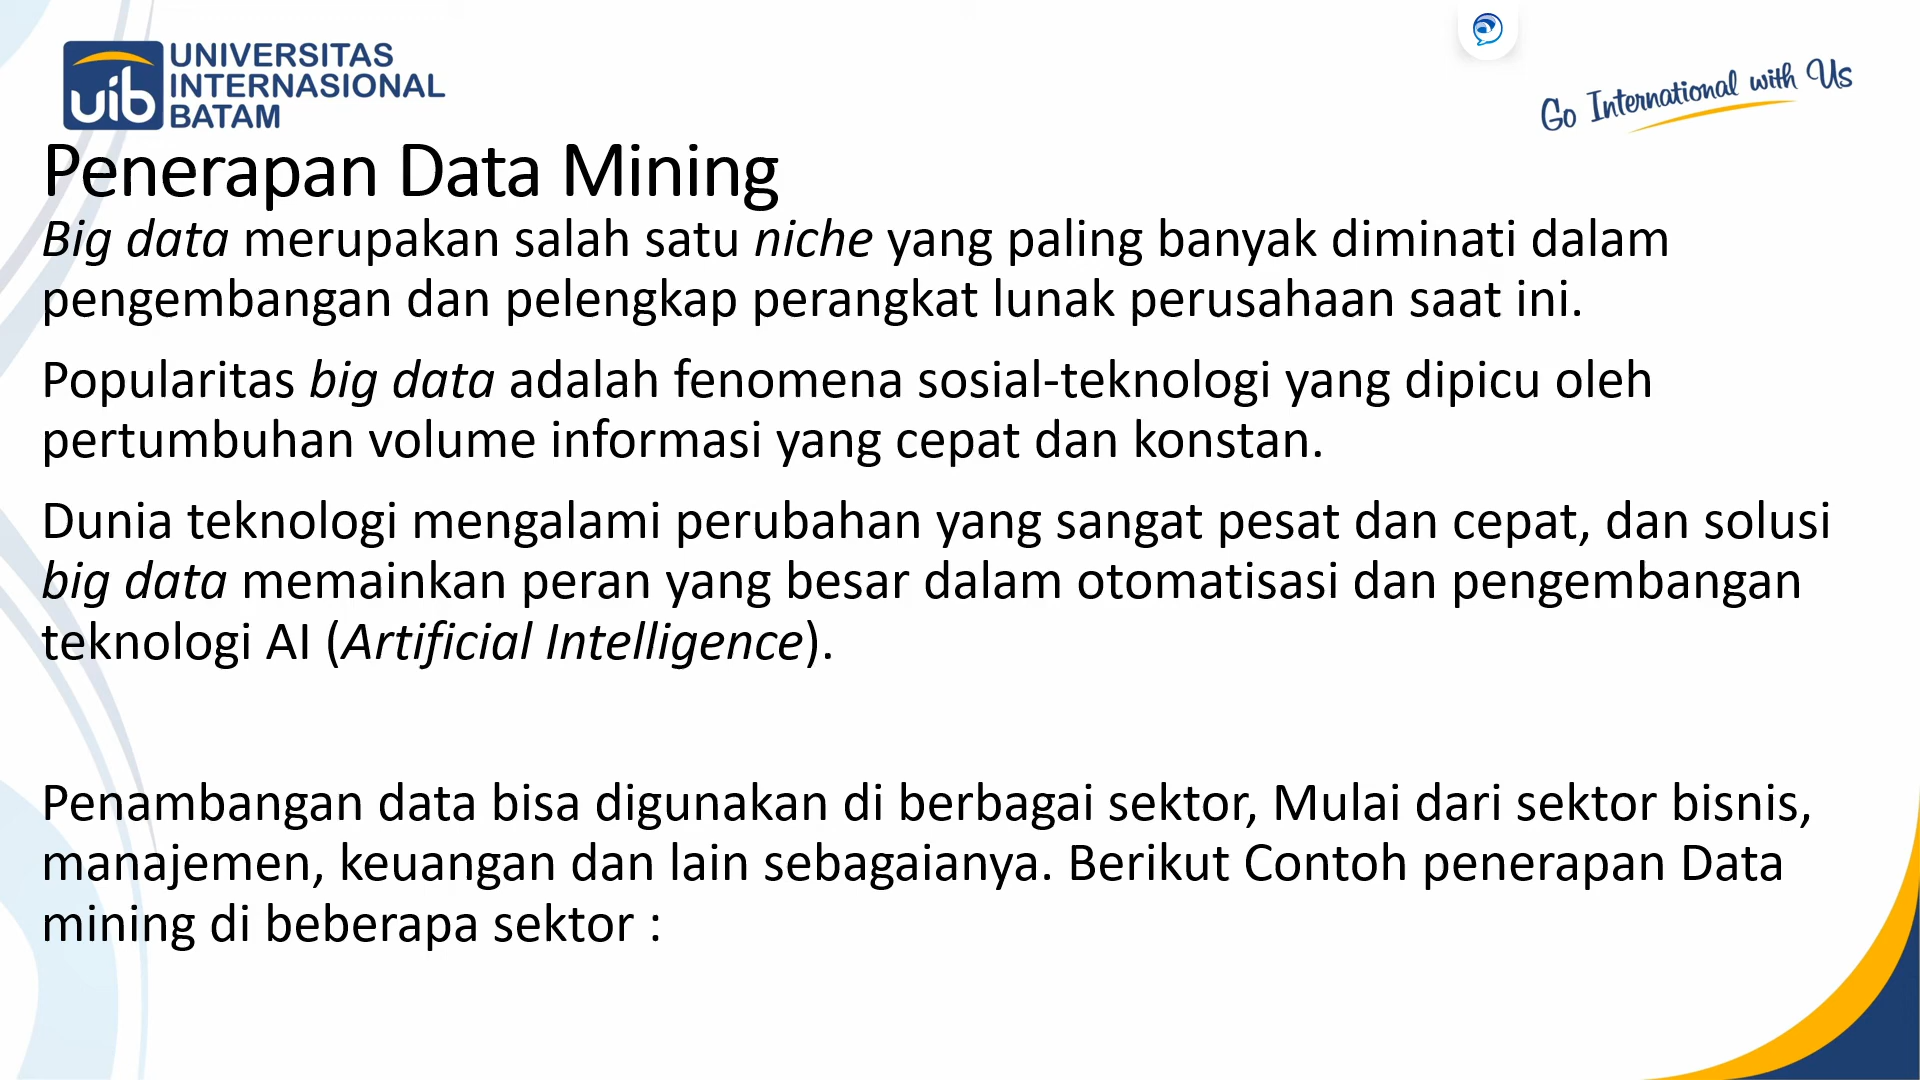 uib
UNIVERSITAS
INTERNASIONAL
BATAM
Go International with Us
Penerapan Data Mining
Big data merupakan salah satu niche yang paling banyak diminati dalam
pengembangan dan pelengkap perangkat lunak perusahaan saat ini.
Popularitas big data adalah fenomena sosial-teknologi yang dipicu oleh
pertumbuhan volume informasi yang cepat dan konstan.
Dunia teknologi mengalami perubahan yang sangat pesat dan cepat, dan solusi
big data memainkan peran yang besar dalam otomatisasi dan pengembangan
teknologi AI (Artificial Intelligence).
Penambangan data bisa digunakan di berbagai sektor, Mulai dari sektor bisnis,
manajemen, keuangan dan lain sebagaianya. Berikut Contoh penerapan Data
mining di beberapa sektor :